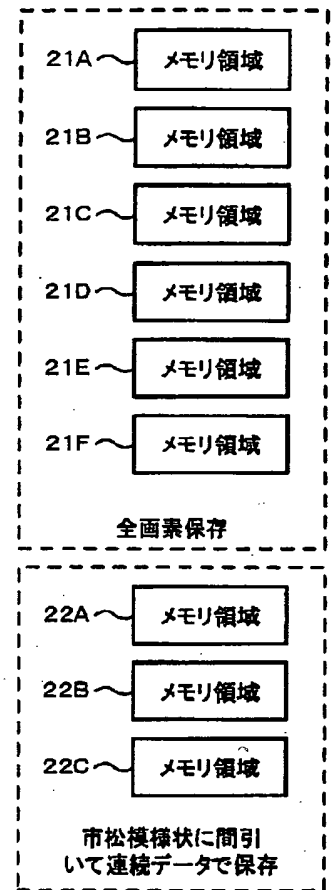 21A メモリ領域
21B メモリ領域
21C メモリ領域
21D メモリ領域
21E メモリ領域
21F メモリ領域
全画素保存
22A メモリ領域
22B メモリ領域
22C メモリ領域
市松模様状に間引
いて連続データで保存